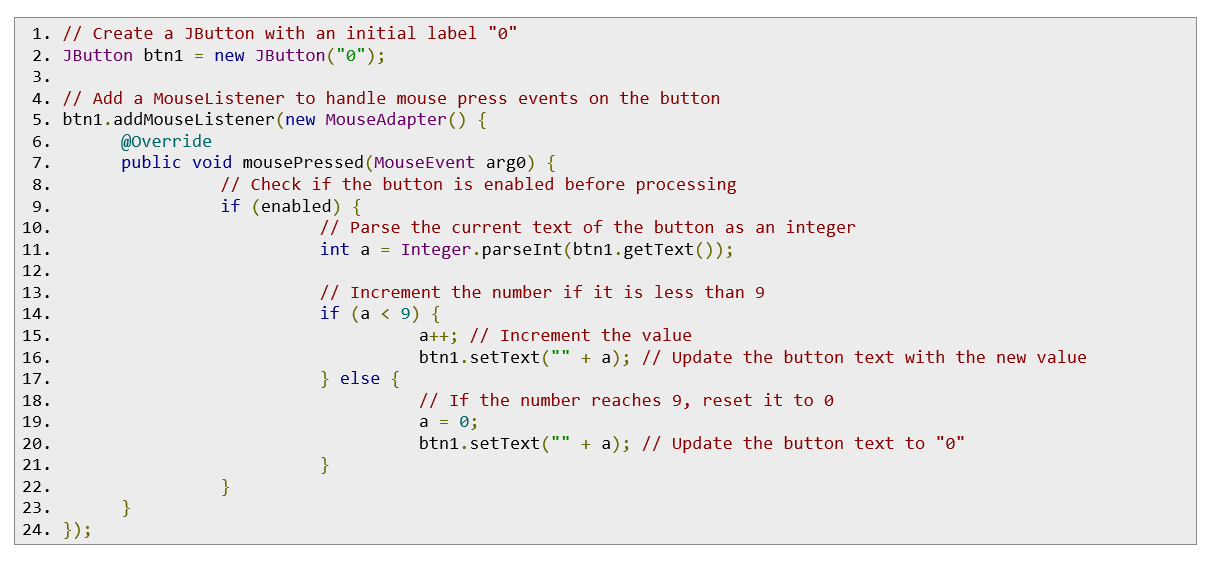 1. // Create a JButton with an initial label "0"
2. JButton btn1 = new JButton("0");
3.
4. // Add a MouseListener to handle mouse press events on the button
5. btn1.addMouseListener(new MouseAdapter() {
6. @Override
7. public void mousePressed(MouseEvent arg0) {
8. // Check if the button is enabled before processing
9. if (enabled) {
10. // Parse the current text of the button as an integer
11. int a = Integer.parseInt(btn1.getText());
12.
13. // Increment the number if it is less than 9
14. if (a < 9) {
15. a++; // Increment the value
16. btn1.setText("" + a); // Update the button text with the new value
17. } else {
18. // If the number reaches 9, reset it to 0
19. a = 0;
20. btn1.setText("" + a); // Update the button text to "0"
21. }
22. }
23. }
24. });